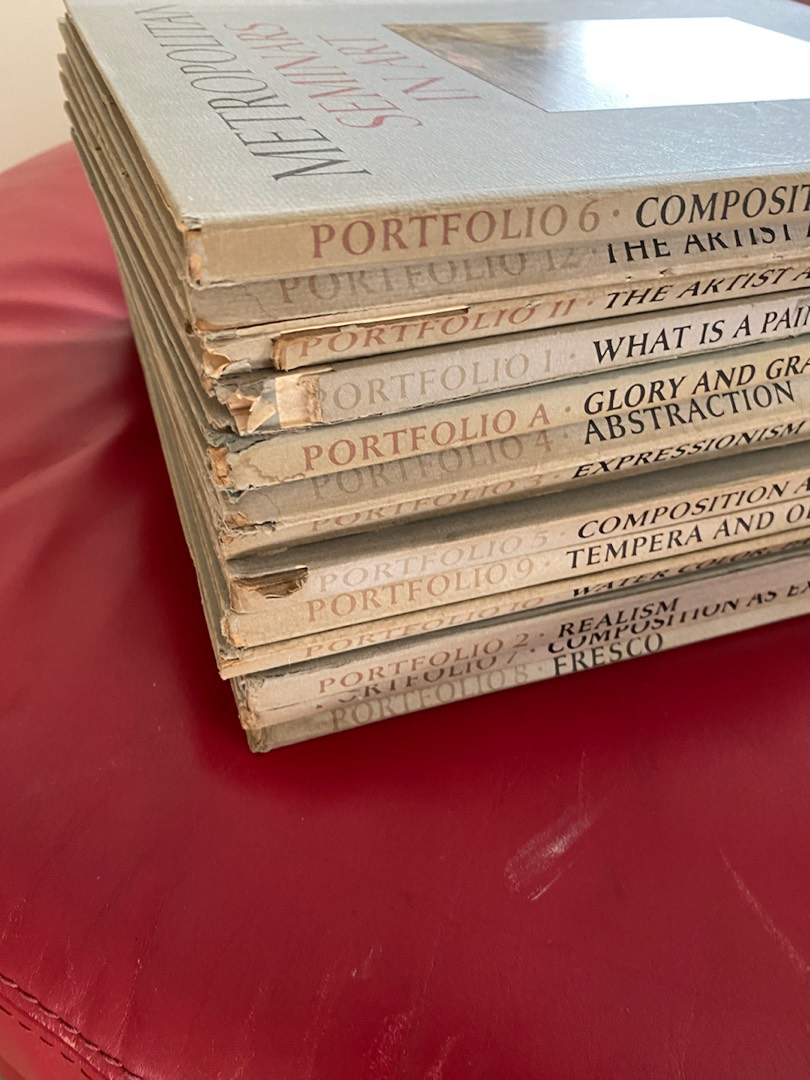 METROPOLITAN
SEMINARS
IN ART
PORTFOLIO 6 · COMPOSIT
PORTFOLIO 12 · THE ARTIST
PORTFOLIO 11 · THE ARTIST A
PORTFOLIO 1 · WHAT IS A PAIN
PORTFOLIO A · GLORY AND GRA
PORTFOLIO 4 · ABSTRACTION
PORTFOLIO 3 · EXPRESSIONISM
PORTFOLIO 5 · COMPOSITION A
PORTFOLIO 9 · TEMPERA AND OI
PORTFOLIO 10 · WATER COLOR,
PORTFOLIO 2 · REALISM
PORTFOLIO 7 · COMPOSITION AS EX
PORTFOLIO 8 · FRESCO